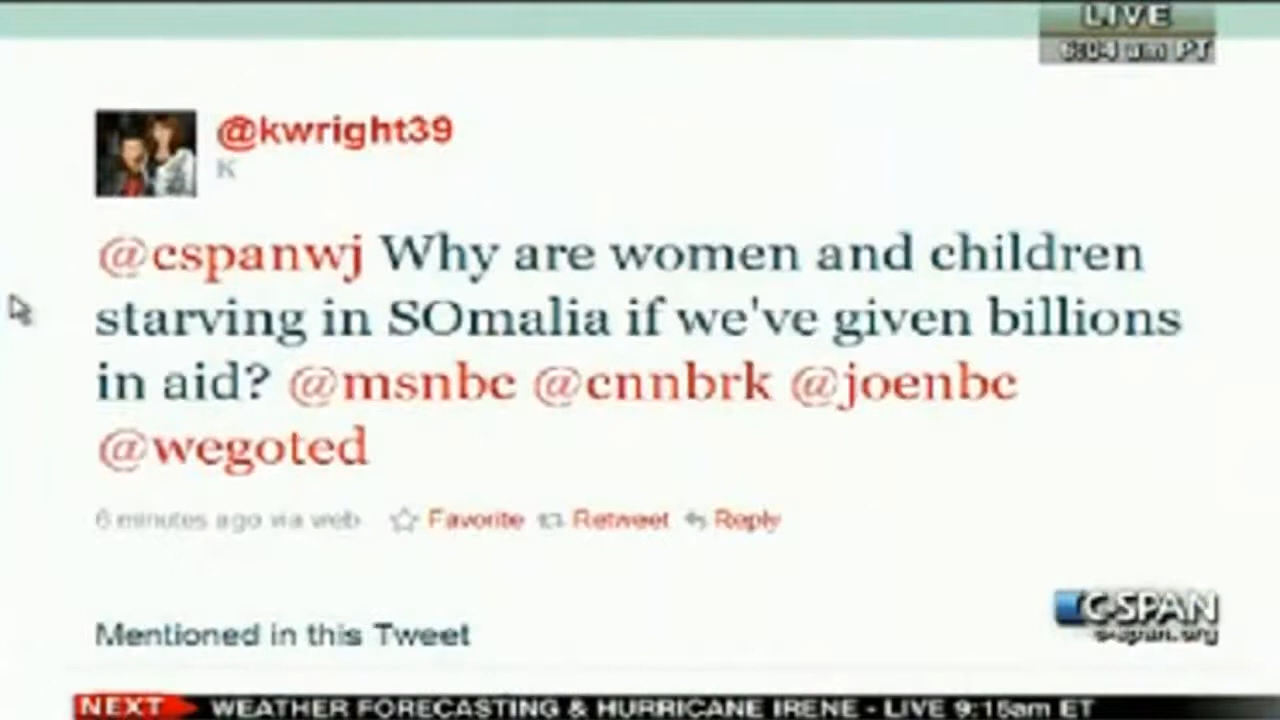 LIVE
6:04 am PT
@kwright39
K
@cspanwj Why are women and children
starving in SOmalia if we've given billions
in aid? @msnbc @cnnbrk @joenbc
@wegoted
6 minutes ago via web Favorite Retweet Reply
Mentioned in this Tweet
C-SPAN
c-span.org
NEXT WEATHER FORECASTING & HURRICANE IRENE - LIVE 9:15am ET